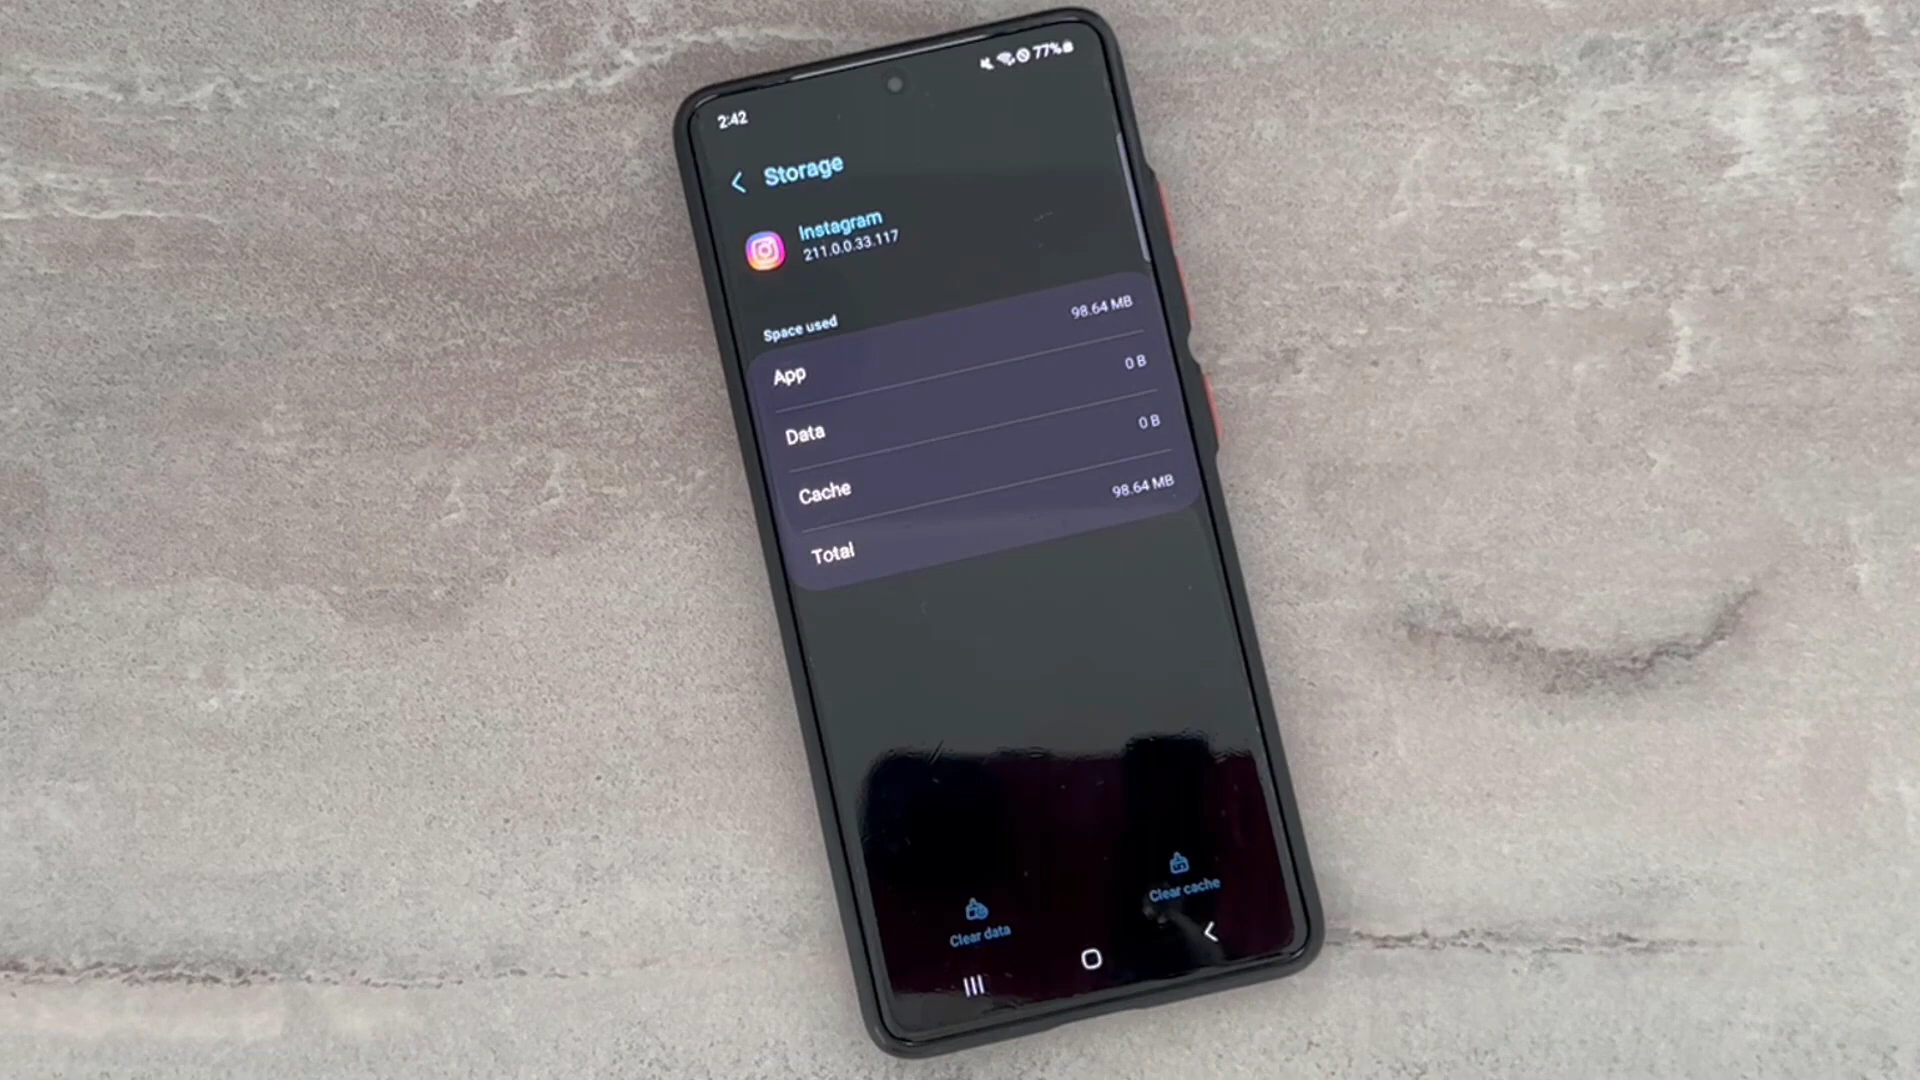 2:42
77%
Storage
Instagram
211.0.0.33.117
Space used
App 98.64 MB
Data 0 B
Cache 0 B
Total 98.64 MB
Clear data
Clear cache